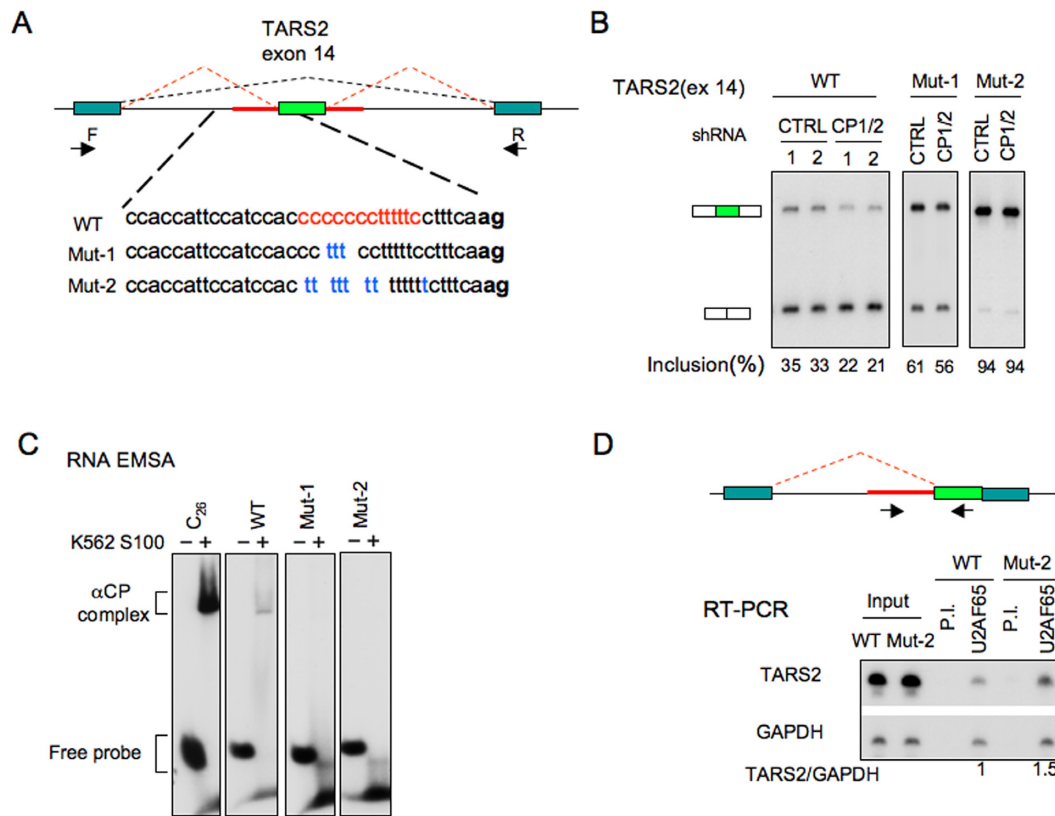 A
TARS2
exon 14
F
R
WT ccaccattccatccaccccccccctttttcctttcaag
Mut-1 ccaccattccatccaccc ttt cctttttcctttcaag
Mut-2 ccaccattccatccac tt ttt tt ttttttctttcaag
B
TARS2(ex 14) WT Mut-1 Mut-2
shRNA CTRL CP1/2 CTRL CP1/2 CTRL CP1/2
1 2 1 2
Inclusion(%) 35 33 22 21 61 56 94 94
C
RNA EMSA
C26 WT Mut-1 Mut-2
K562 S100 − + − + − + − +
αCP
complex
Free probe
D
RT-PCR
WT Mut-2
Input P.I. U2AF65 P.I. U2AF65
WT Mut-2
TARS2
GAPDH
TARS2/GAPDH 1 1.5